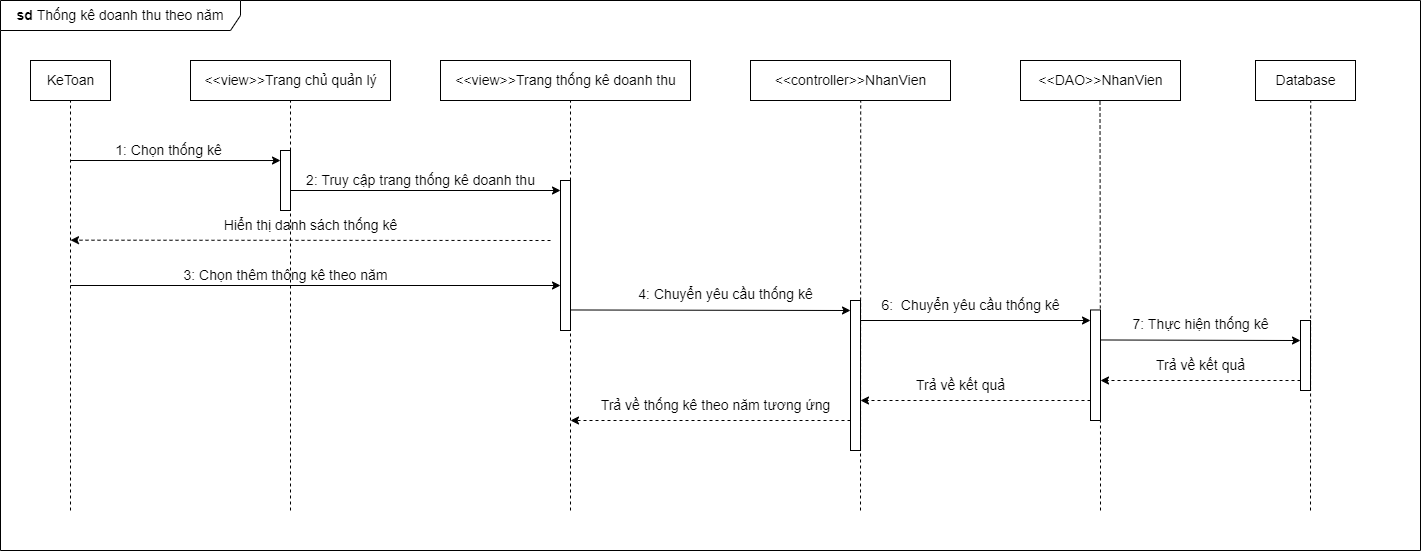 sd Thống kê doanh thu theo năm
KeToan
<<view>>Trang chủ quản lý
<<view>>Trang thống kê doanh thu
<<controller>>NhanVien
<<DAO>>NhanVien
Database
1: Chọn thống kê
2: Truy cập trang thống kê doanh thu
Hiển thị danh sách thống kê
3: Chọn thêm thống kê theo năm
4: Chuyển yêu cầu thống kê
6: Chuyển yêu cầu thống kê
7: Thực hiện thống kê
Trả về kết quả
Trả về kết quả
Trả về thống kê theo năm tương ứng